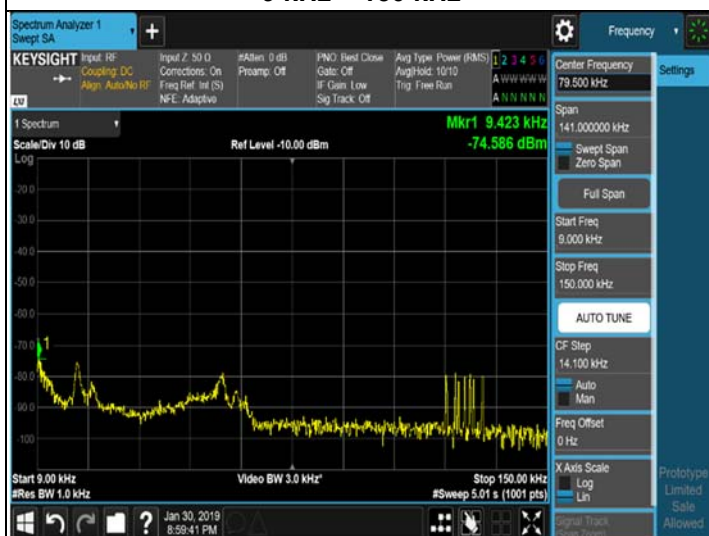 9 kHz – 150 kHz
Spectrum Analyzer 1
Swept SA
Frequency
KEYSIGHT
Input: RF
Coupling: DC
Align: Auto/No RF
Input Z: 50 Ω
Corrections: On
Freq Ref: Int (S)
NFE: Adaptive
#Atten: 0 dB
Preamp: Off
PNO: Best Close
Gate: Off
IF Gain: Low
Sig Track: Off
Avg Type: Power (RMS)
Avg|Hold: 10/10
Trig: Free Run
1 2 3 4 5 6
A W W W W W
A N N N N N
LXI
1 Spectrum
Scale/Div 10 dB
Log
Ref Level -10.00 dBm
Mkr1 9.423 kHz
-74.586 dBm
-20.0
-30.0
-40.0
-50.0
-60.0
-70.0
-80.0
-90.0
-100
1
Start 9.00 kHz
#Res BW 1.0 kHz
Video BW 3.0 kHz*
Stop 150.00 kHz
#Sweep 5.01 s (1001 pts)
Jan 30, 2019
8:59:41 PM
Center Frequency
79.500 kHz
Span
141.000000 kHz
Swept Span
Zero Span
Full Span
Start Freq
9.000 kHz
Stop Freq
150.000 kHz
AUTO TUNE
CF Step
14.100 kHz
Auto
Man
Freq Offset
0 Hz
X Axis Scale
Log
Lin
Signal Track
(Span Zoom)
Settings
Prototype
Limited
Sale
Allowed